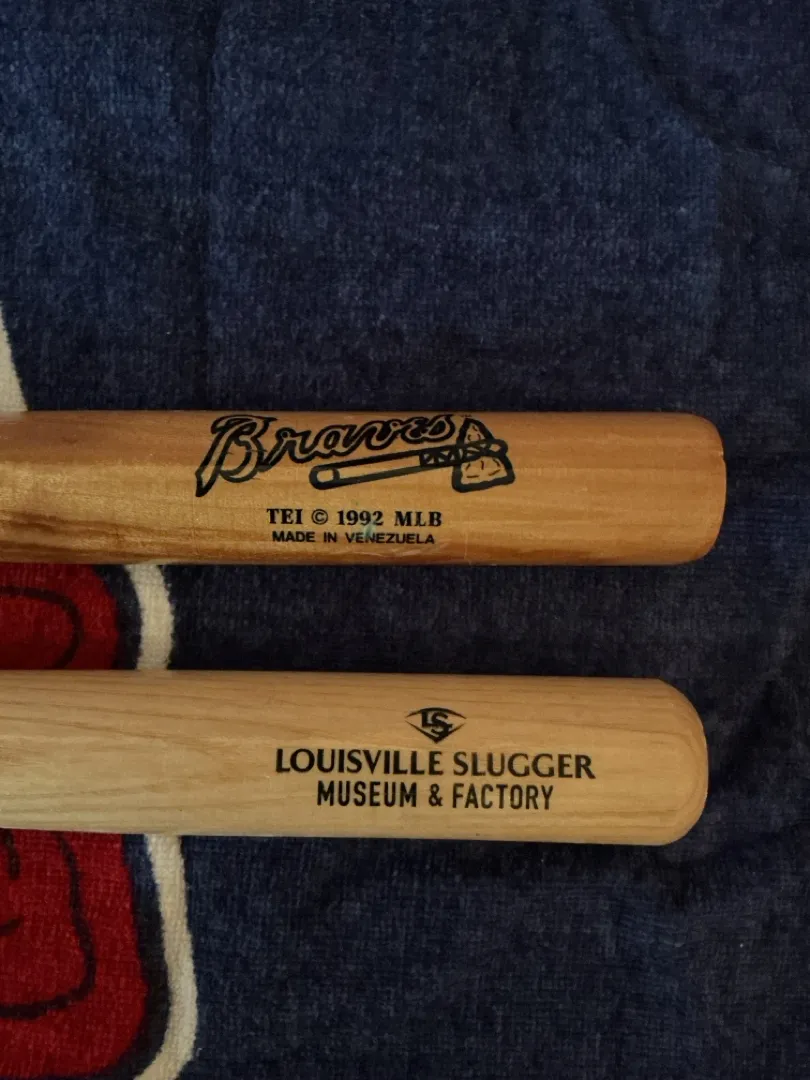 Braves
TEI © 1992 MLB
MADE IN VENEZUELA
LS
LOUISVILLE SLUGGER
MUSEUM & FACTORY